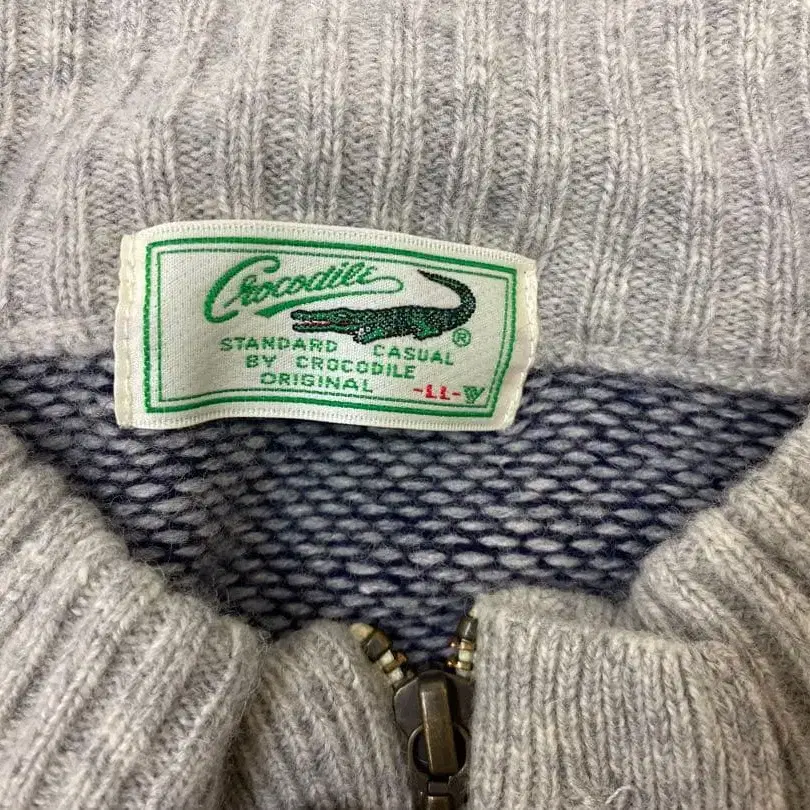 Crocodile
®
STANDARD CASUAL
BY CROCODILE
ORIGINAL -LL-